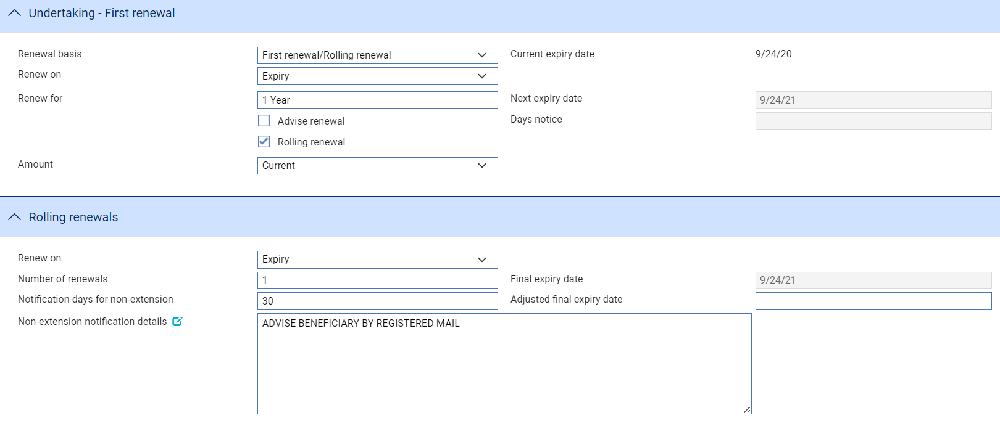 Undertaking - First renewal
Renewal basis First renewal/Rolling renewal Current expiry date 9/24/20
Renew on Expiry
Renew for 1 Year Next expiry date 9/24/21
Advise renewal Days notice
Rolling renewal
Amount Current
Rolling renewals
Renew on Expiry
Number of renewals 1 Final expiry date 9/24/21
Notification days for non-extension 30 Adjusted final expiry date
Non-extension notification details ADVISE BENEFICIARY BY REGISTERED MAIL